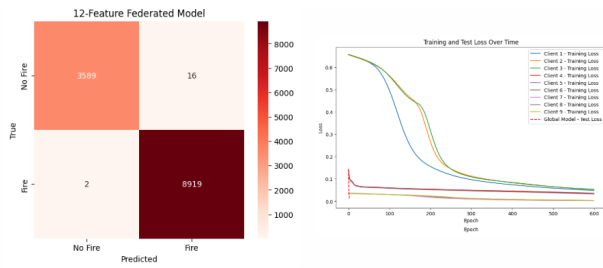 12-Feature Federated Model
No Fire
Fire
True
3589
16
2
8919
No Fire
Fire
Predicted
8000
7000
6000
5000
4000
3000
2000
1000
Training and Test Loss Over Time
Loss
0.6
0.5
0.4
0.3
0.2
0.1
0.0
Client 1 - Training Loss
Client 2 - Training Loss
Client 3 - Training Loss
Client 4 - Training Loss
Client 5 - Training Loss
Client 6 - Training Loss
Client 7 - Training Loss
Client 8 - Training Loss
Client 9 - Training Loss
Global Model - Test Loss
0 100 200 300 400 500 600
Epoch
Epoch